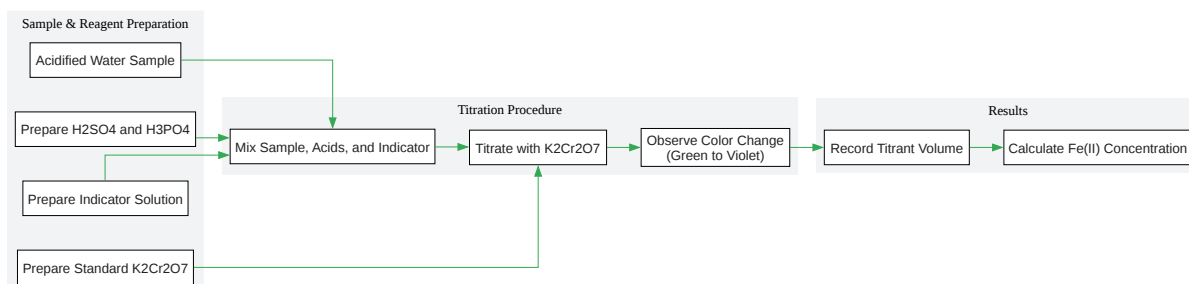 Sample & Reagent Preparation
Acidified Water Sample
Prepare H2SO4 and H3PO4
Prepare Indicator Solution
Prepare Standard K2Cr2O7
Titration Procedure
Mix Sample, Acids, and Indicator
Titrate with K2Cr2O7
Observe Color Change
(Green to Violet)
Results
Record Titrant Volume
Calculate Fe(II) Concentration